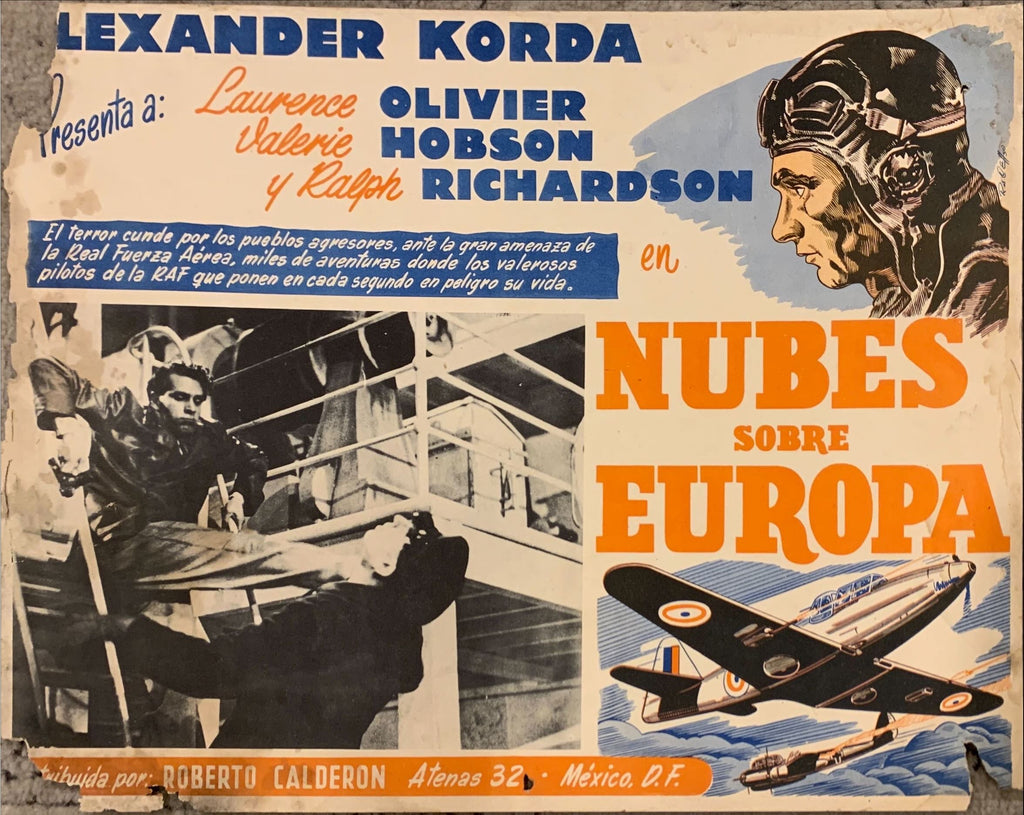 LEXANDER KORDA
Presenta a:
Laurence OLIVIER
Valerie HOBSON
y Ralph RICHARDSON
El terror cunde por los pueblos agresores, ante la gran amenaza de
la Real Fuerza Aérea, miles de aventuras donde los valerosos
pilotos de la RAF que ponen en cada segundo en peligro su vida.
en
NUBES
SOBRE
EUROPA
tribuida por: ROBERTO CALDERON Atenas 32 · México, D.F.